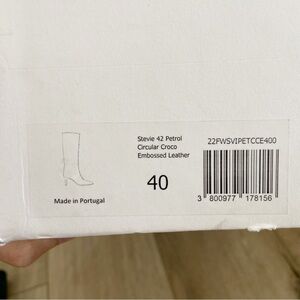 Stevie 42 Petrol
Circular Croco
Embossed Leather
22FWSVIPETCCE400
40
Made in Portugal
3 800977 178156